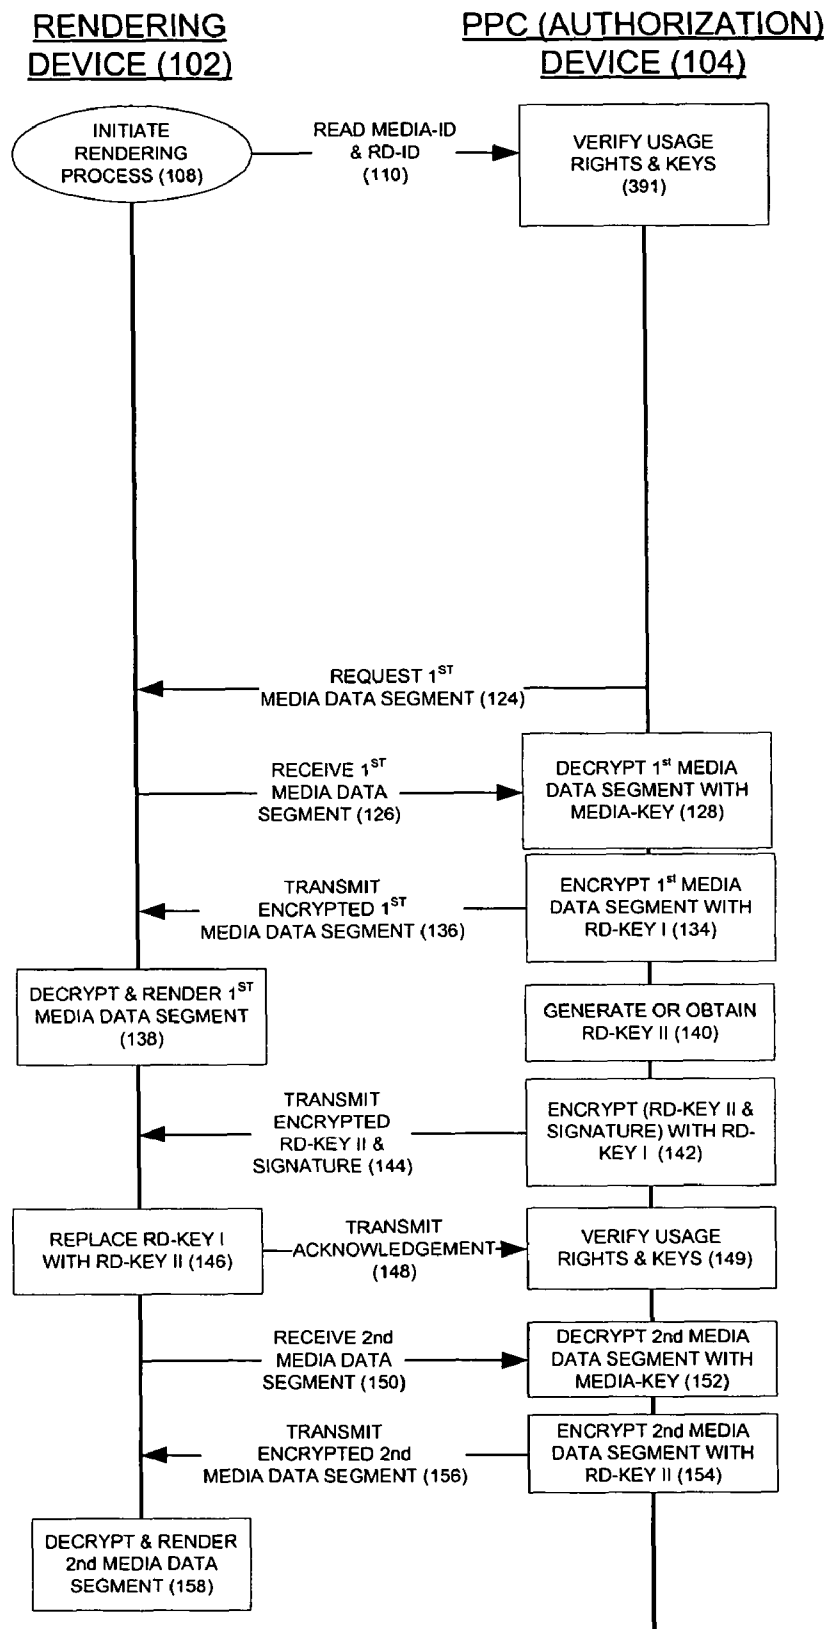 RENDERING
DEVICE (102)
PPC (AUTHORIZATION)
DEVICE (104)
INITIATE
RENDERING
PROCESS (108)
READ MEDIA-ID
& RD-ID
(110)
VERIFY USAGE
RIGHTS & KEYS
(391)
REQUEST 1ST
MEDIA DATA SEGMENT (124)
RECEIVE 1ST
MEDIA DATA
SEGMENT (126)
DECRYPT 1st MEDIA
DATA SEGMENT WITH
MEDIA-KEY (128)
TRANSMIT
ENCRYPTED 1ST
MEDIA DATA SEGMENT (136)
ENCRYPT 1st MEDIA
DATA SEGMENT WITH
RD-KEY I (134)
DECRYPT & RENDER 1ST
MEDIA DATA SEGMENT
(138)
GENERATE OR OBTAIN
RD-KEY II (140)
TRANSMIT
ENCRYPTED
RD-KEY II &
SIGNATURE (144)
ENCRYPT (RD-KEY II &
SIGNATURE) WITH RD-
KEY I (142)
REPLACE RD-KEY I
WITH RD-KEY II (146)
TRANSMIT
ACKNOWLEDGEMENT
(148)
VERIFY USAGE
RIGHTS & KEYS (149)
RECEIVE 2nd
MEDIA DATA
SEGMENT (150)
DECRYPT 2nd MEDIA
DATA SEGMENT WITH
MEDIA-KEY (152)
TRANSMIT
ENCRYPTED 2nd
MEDIA DATA SEGMENT (156)
ENCRYPT 2nd MEDIA
DATA SEGMENT WITH
RD-KEY II (154)
DECRYPT & RENDER
2nd MEDIA DATA
SEGMENT (158)